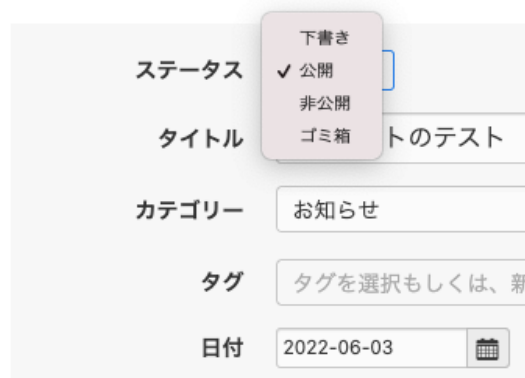 下書き
ステータス ✓ 公開
非公開
ゴミ箱
タイトル トのテスト
カテゴリー お知らせ
タグ タグを選択もしくは、新
日付 2022-06-03